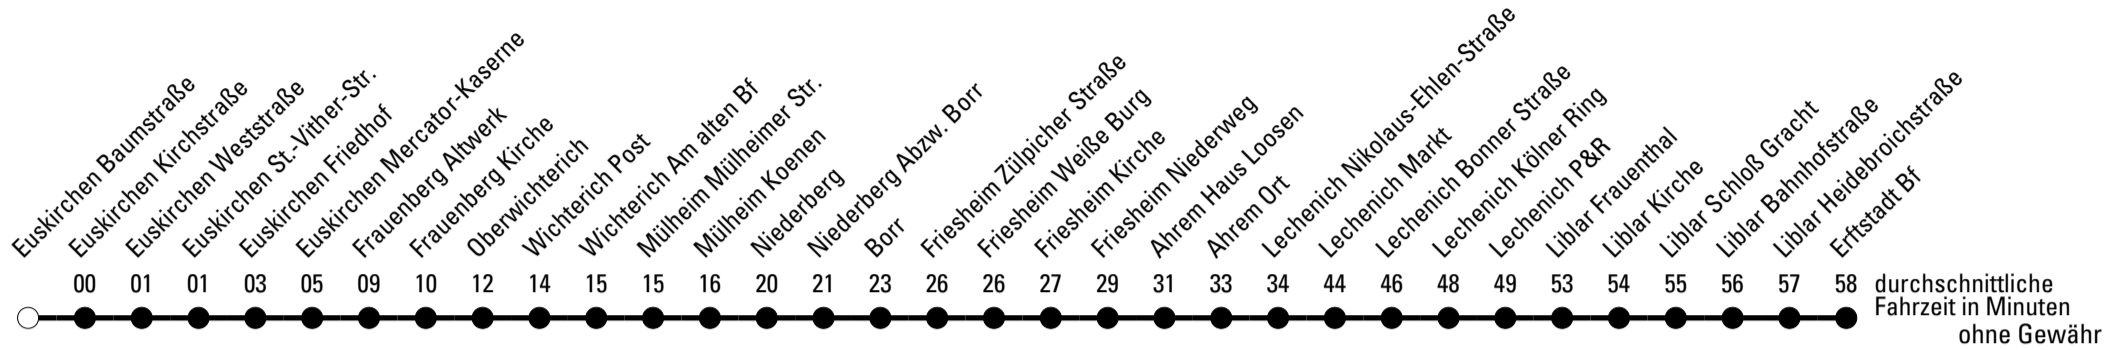 Euskirchen Baumstraße
Euskirchen Kirchstraße
Euskirchen Weststraße
Euskirchen St.-Vither-Str.
Euskirchen Friedhof
Euskirchen Mercator-Kaserne
Frauenberg Altwerk
Frauenberg Kirche
Oberwichterich
Wichterich Post
Wichterich Am alten Bf
Mülheim Mülheimer Str.
Mülheim Koenen
Niederberg
Niederberg Abzw. Borr
Borr
Friesheim Zülpicher Straße
Friesheim Weiße Burg
Friesheim Kirche
Friesheim Niederweg
Ahrem Haus Loosen
Ahrem Ort
Lechenich Nikolaus-Ehlen-Straße
Lechenich Markt
Lechenich Bonner Straße
Lechenich Kölner Ring
Lechenich P&R
Liblar Frauenthal
Liblar Kirche
Liblar Schloß Gracht
Liblar Bahnhofstraße
Liblar Heidebroichstraße
Erftstadt Bf
00 01 01 03 05 09 10 12 14 15 15 16 20 21 23 26 26 27 29 31 33 34 44 46 48 49 53 54 55 56 57 58 durchschnittliche
Fahrzeit in Minuten
ohne Gewähr